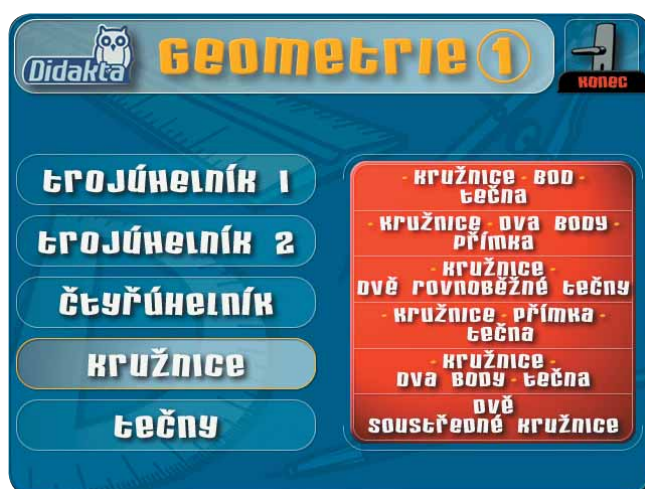 Didakta
Geometrie 1
Konec
trojúhelník 1
trojúhelník 2
čtyřúhelník
kružnice
tečny
- kružnice - bod -
tečna
- kružnice - dva body -
přímka
- kružnice -
dvě rovnoběžné tečny
- kružnice - přímka -
tečna
- kružnice -
dva body - tečna
dvě
soustředné kružnice